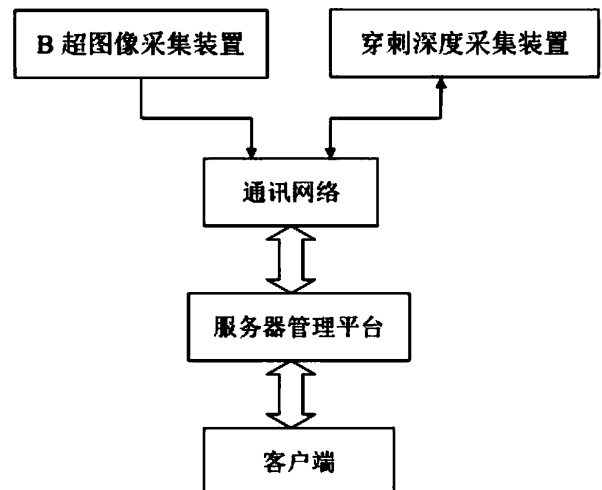 B 超图像采集装置
穿刺深度采集装置
通讯网络
服务器管理平台
客户端